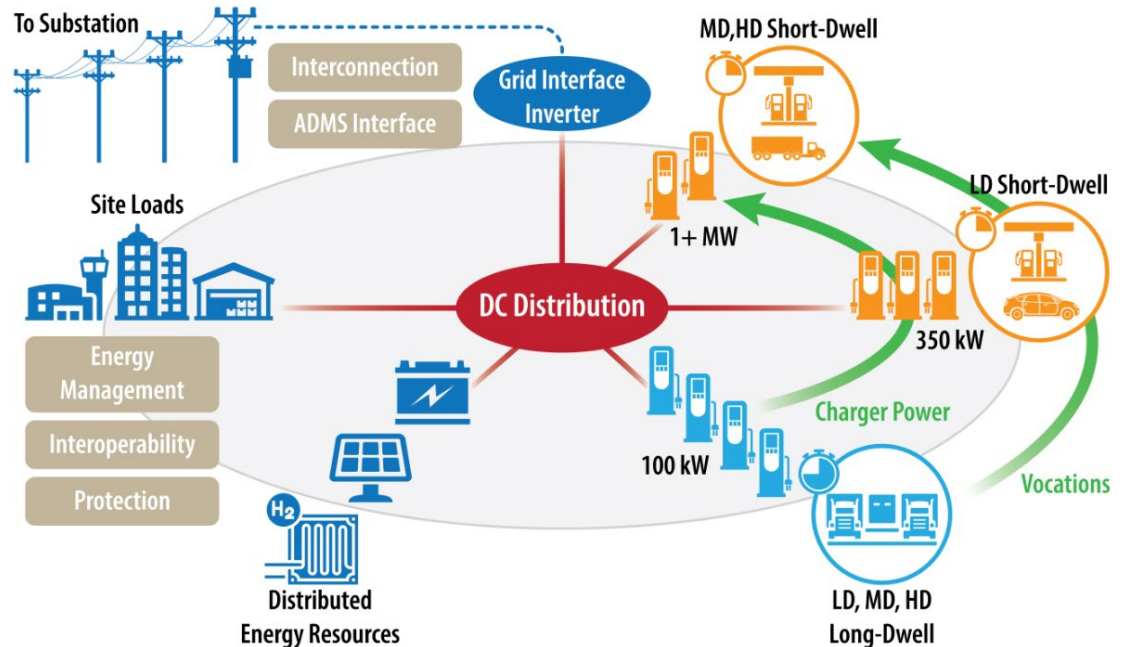 To Substation
Interconnection
ADMS Interface
Grid Interface
Inverter
MD,HD Short-Dwell
LD Short-Dwell
Site Loads
1+ MW
DC Distribution
350 kW
Energy
Management
Interoperability
Protection
Charger Power
100 kW
Vocations
H₂
Distributed
Energy Resources
LD, MD, HD
Long-Dwell